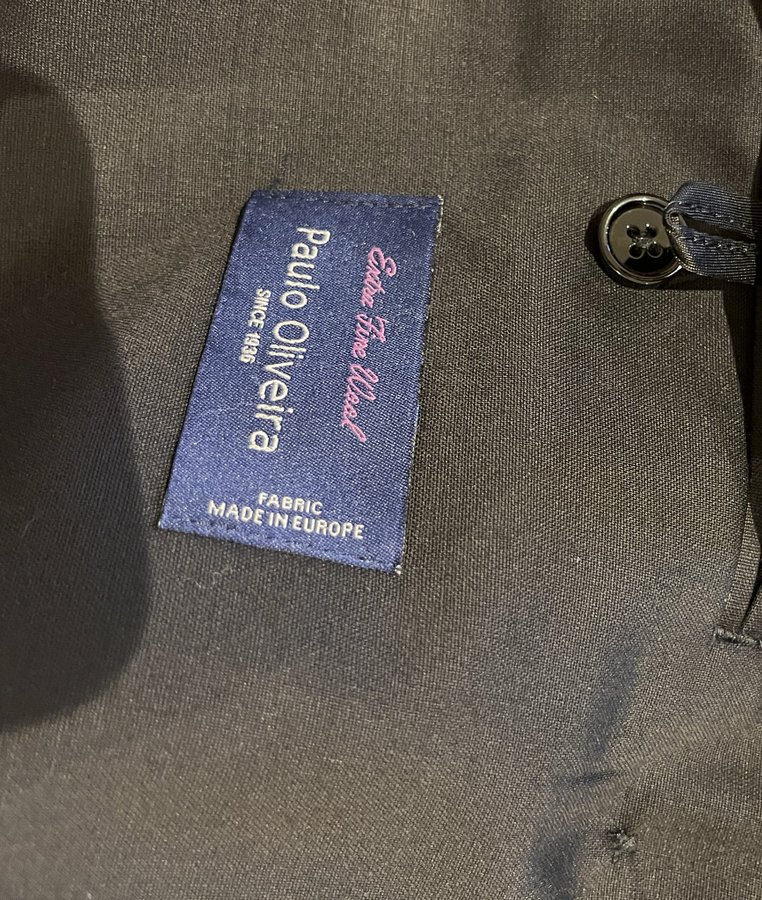 Extra Fine Wool
Paulo Oliveira
SINCE 1936
FABRIC
MADE IN EUROPE